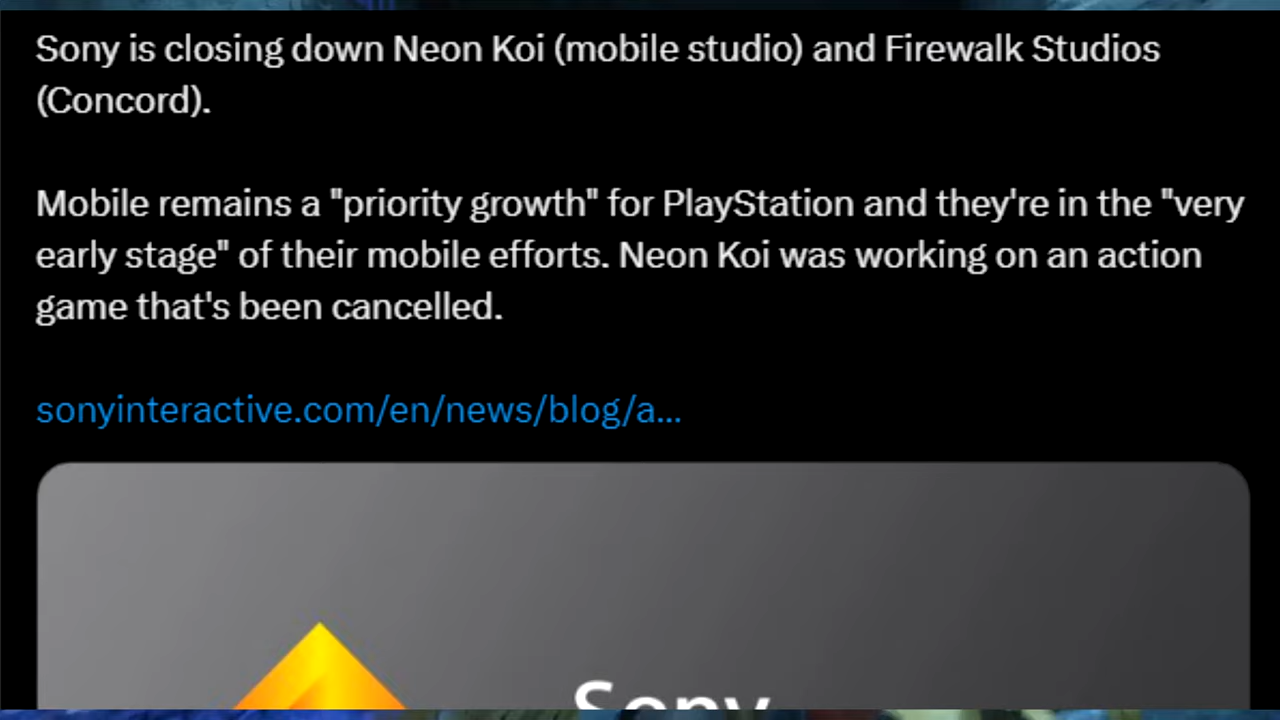 Sony is closing down Neon Koi (mobile studio) and Firewalk Studios
(Concord).
Mobile remains a "priority growth" for PlayStation and they're in the "very
early stage" of their mobile efforts. Neon Koi was working on an action
game that's been cancelled.
sonyinteractive.com/en/news/blog/a...
Sony